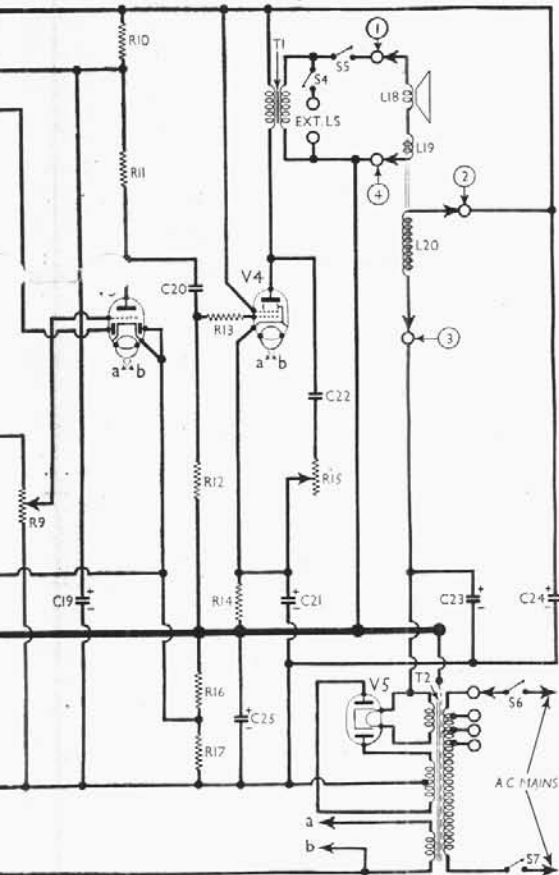 R10
T1
1
S5
S4
L18
EXT. LS
L19
4
2
R11
L20
C20
V4
R13
3
a b
a b
C22
R12
R15
R9
C19
R14
C21
C23
C24
T2
V5
R16
S6
C25
R17
A.C MAINS
a
b
S7